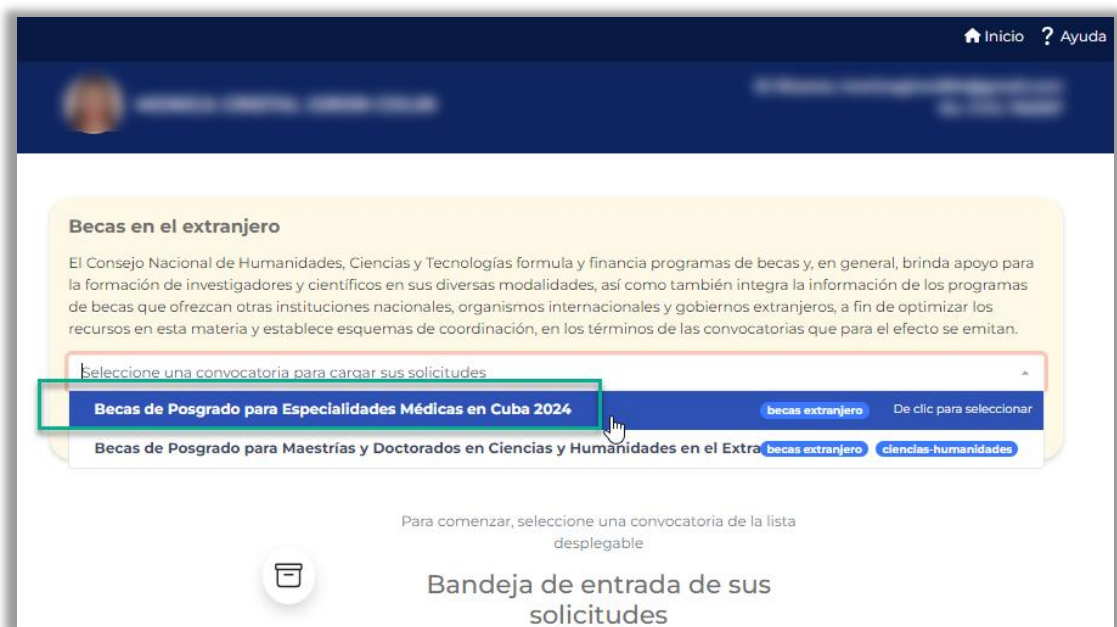 Inicio ? Ayuda
Becas en el extranjero
El Consejo Nacional de Humanidades, Ciencias y Tecnologías formula y financia programas de becas y, en general, brinda apoyo para
la formación de investigadores y científicos en sus diversas modalidades, así como también integra la información de los programas
de becas que ofrezcan otras instituciones nacionales, organismos internacionales y gobiernos extranjeros, a fin de optimizar los
recursos en esta materia y establece esquemas de coordinación, en los términos de las convocatorias que para el efecto se emitan.
Seleccione una convocatoria para cargar sus solicitudes
Becas de Posgrado para Especialidades Médicas en Cuba 2024 becas extranjero De clic para seleccionar
Becas de Posgrado para Maestrías y Doctorados en Ciencias y Humanidades en el Extra becas extranjero ciencias-humanidades
Para comenzar, seleccione una convocatoria de la lista
desplegable
Bandeja de entrada de sus
solicitudes